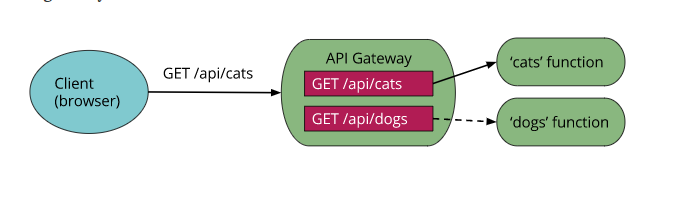 Client
(browser)
GET /api/cats
API Gateway
GET /api/cats
GET /api/dogs
‘cats’ function
‘dogs’ function